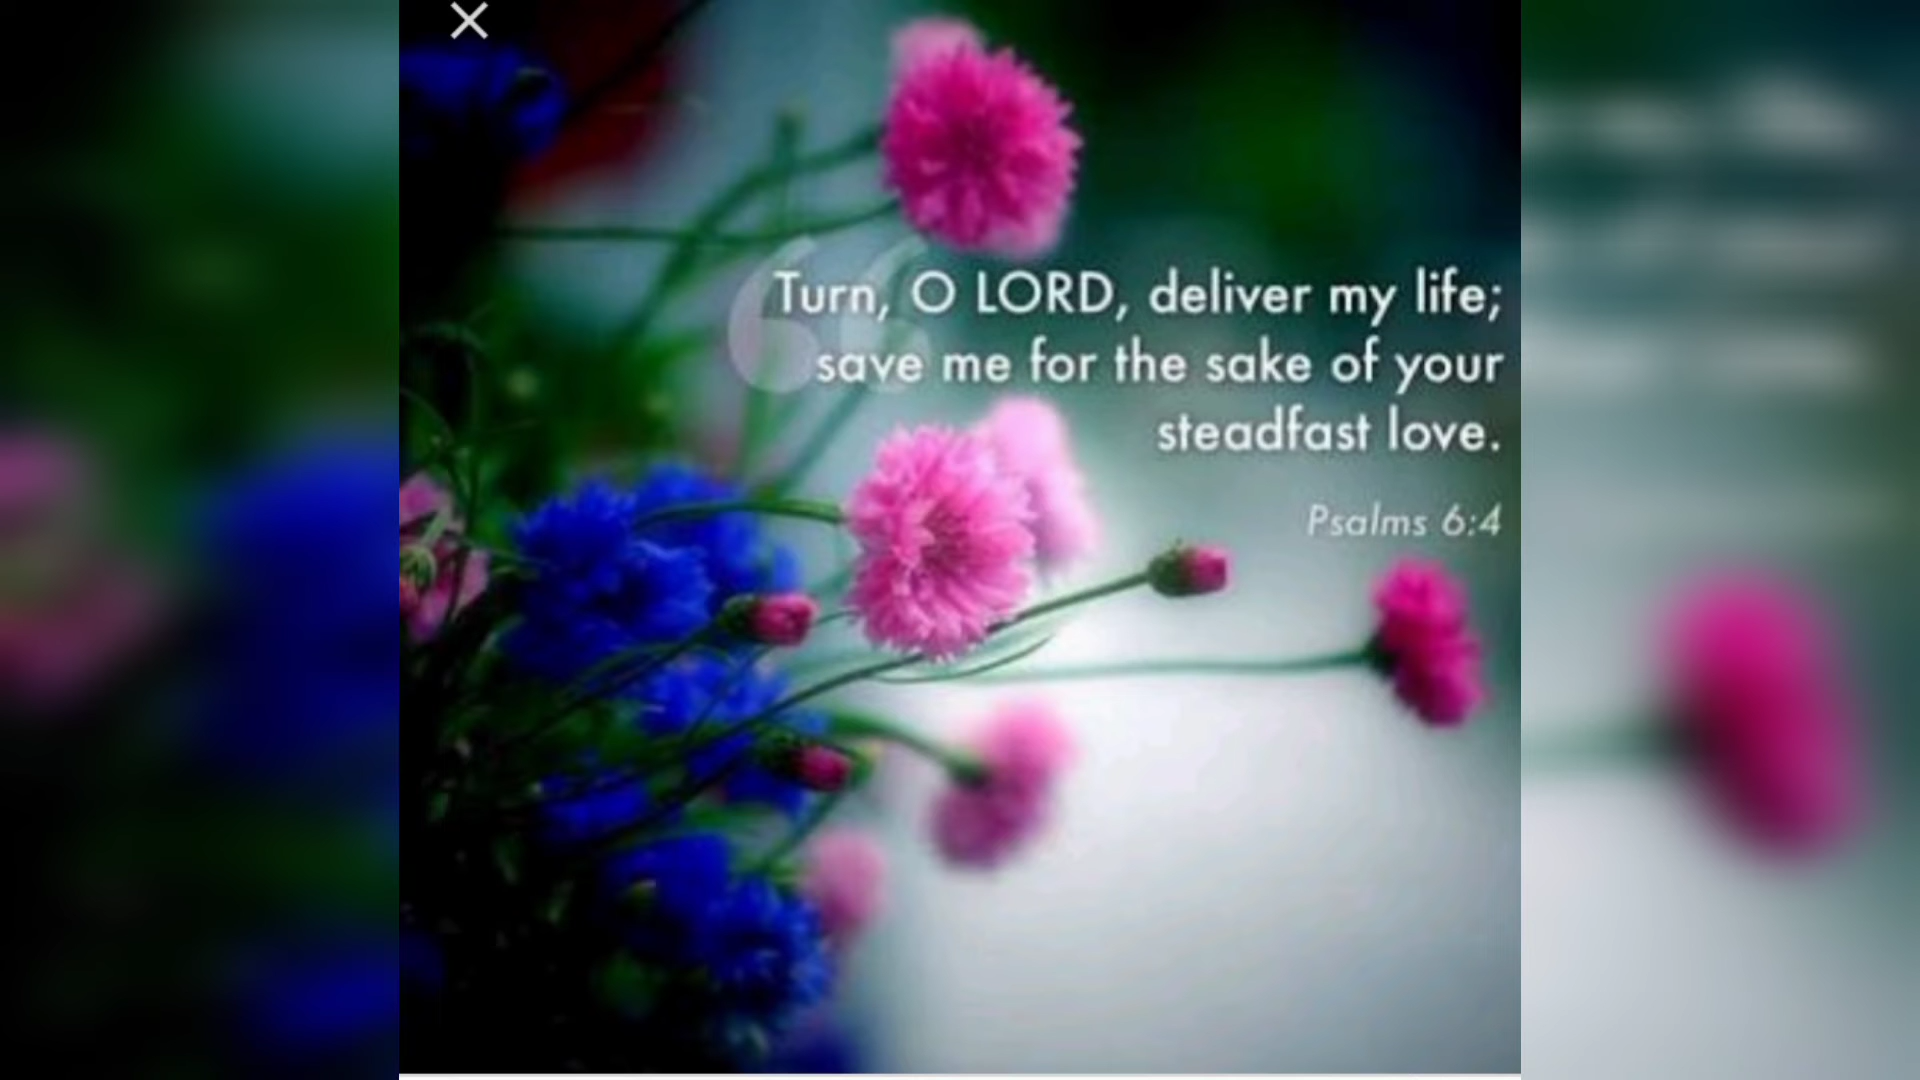 Turn, O LORD, deliver my life;
save me for the sake of your
steadfast love.
Psalms 6:4